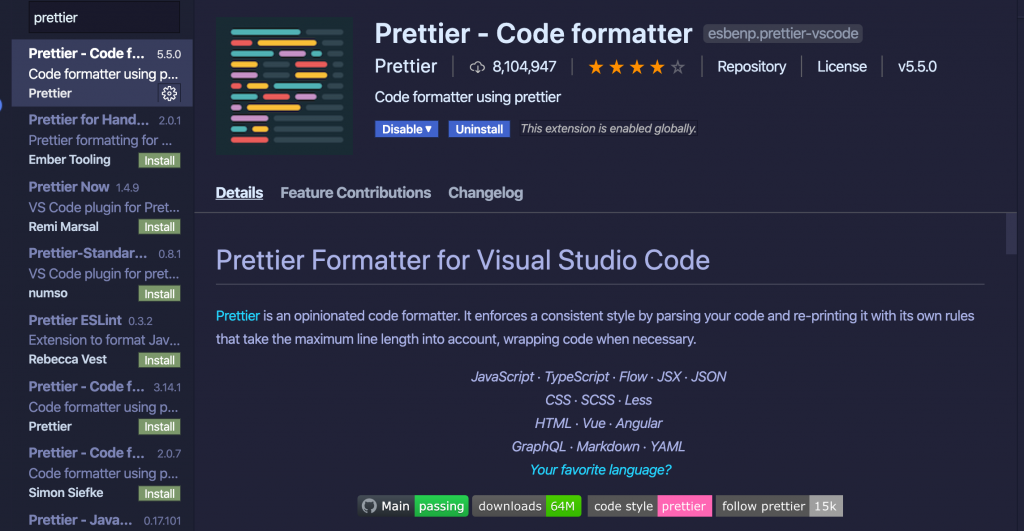 prettier
Prettier - Code f... 5.5.0
Code formatter using p...
Prettier
Prettier for Hand... 2.0.1
Prettier formatting for ...
Ember Tooling Install
Prettier Now 1.4.9
VS Code plugin for Pret...
Remi Marsal Install
Prettier-Standar... 0.8.1
VS Code plugin for pret...
numso Install
Prettier ESLint 0.3.2
Extension to format Jav...
Rebecca Vest Install
Prettier - Code f... 3.14.1
Code formatter using p...
Prettier Install
Prettier - Code f... 2.0.7
Code formatter using p...
Simon Siefke Install
Prettier - Java... 0.17.101
Prettier - Code formatter esbenp.prettier-vscode
Prettier 8,104,947 Repository License v5.5.0
Code formatter using prettier
Disable Uninstall This extension is enabled globally.
Details Feature Contributions Changelog
Prettier Formatter for Visual Studio Code
Prettier is an opinionated code formatter. It enforces a consistent style by parsing your code and re-printing it with its own rules
that take the maximum line length into account, wrapping code when necessary.
JavaScript · TypeScript · Flow · JSX · JSON
CSS · SCSS · Less
HTML · Vue · Angular
GraphQL · Markdown · YAML
Your favorite language?
Main passing downloads 64M code style prettier follow prettier 15k